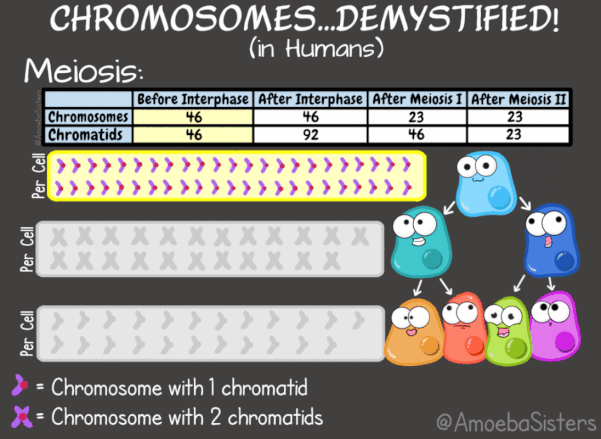 CHROMOSOMES...DEMYSTIFIED!
(in Humans)
Meiosis:
Before Interphase After Interphase After Meiosis I After Meiosis II
Chromosomes 46 46 23 23
Chromatids 46 92 46 23
@AmoebaSisters
Per Cell
Per Cell
Per Cell
= Chromosome with 1 chromatid
= Chromosome with 2 chromatids
@AmoebaSisters